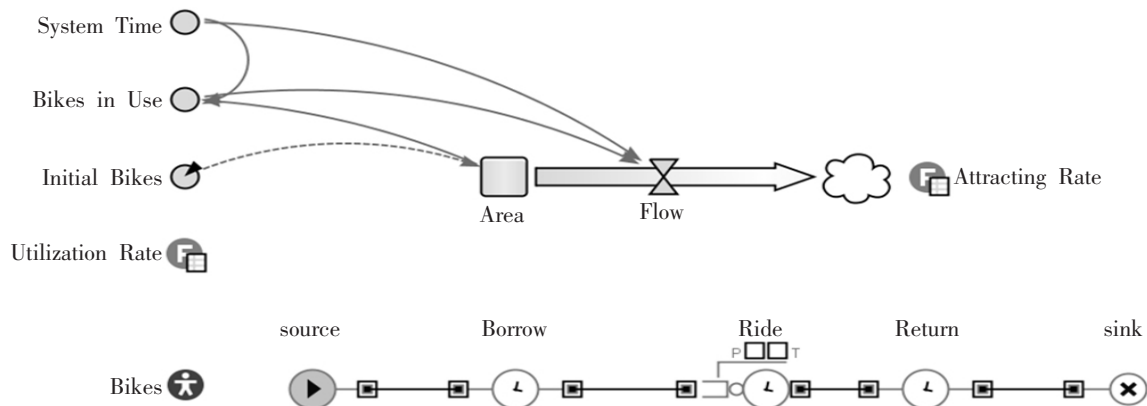 System Time
Bikes in Use
Initial Bikes
Area
Flow
F
Attracting Rate
Utilization Rate
F
source
Borrow
Ride
Return
sink
P
T
Bikes